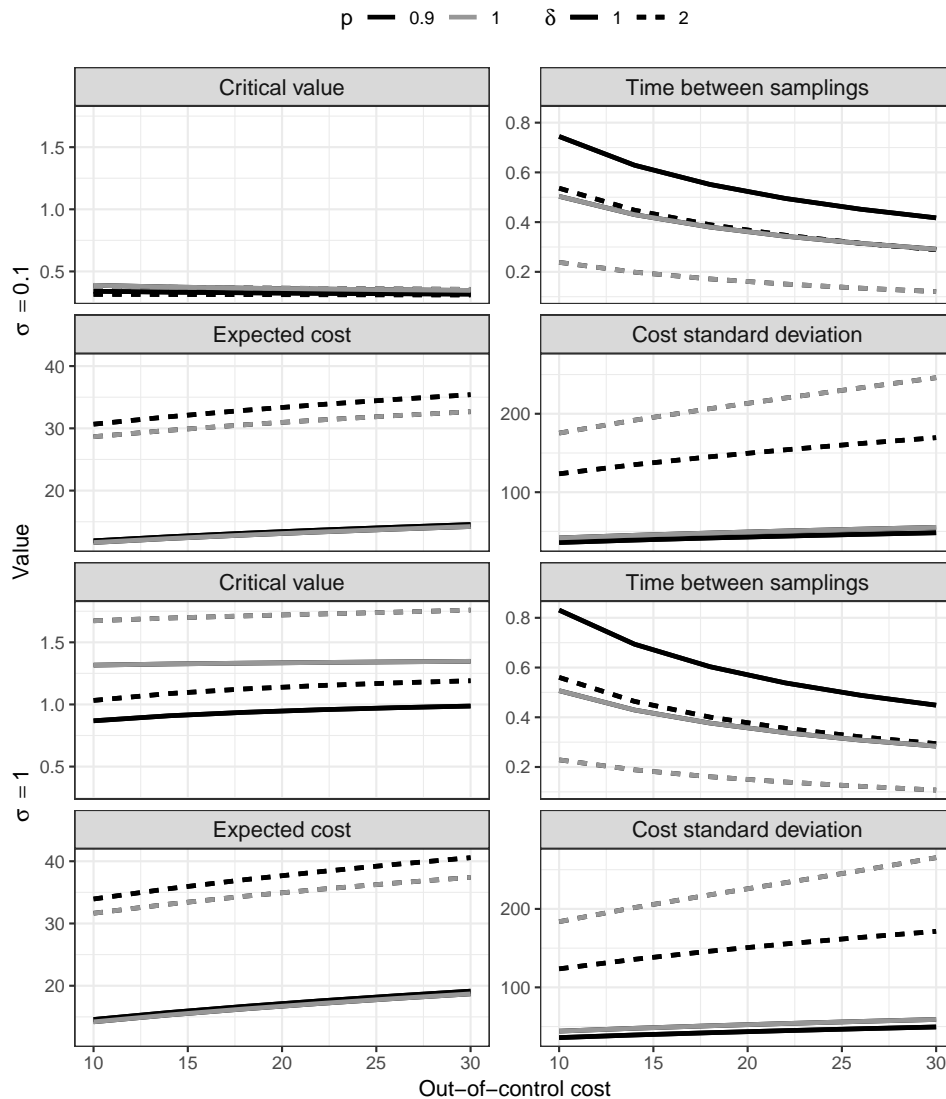 p 0.9 1 δ 1 2
Critical value Time between samplings
1.5
1.0
0.5
0.8
0.6
0.4
0.2
σ = 0.1
Expected cost Cost standard deviation
40
30
20
200
100
Value
Critical value Time between samplings
1.5
1.0
0.5
0.8
0.6
0.4
0.2
σ = 1
Expected cost Cost standard deviation
40
30
20
200
100
10 15 20 25 30 10 15 20 25 30
Out−of−control cost